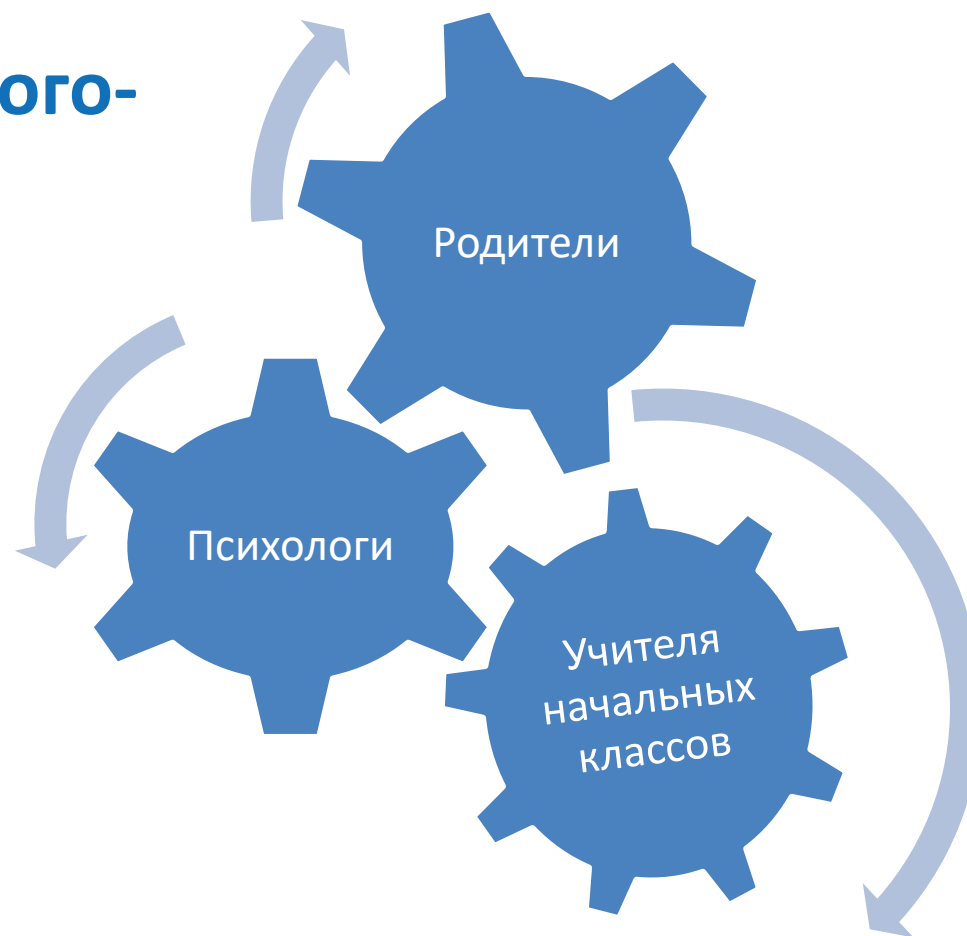 ого-
Родители
Психологи
Учителя
начальных
классов